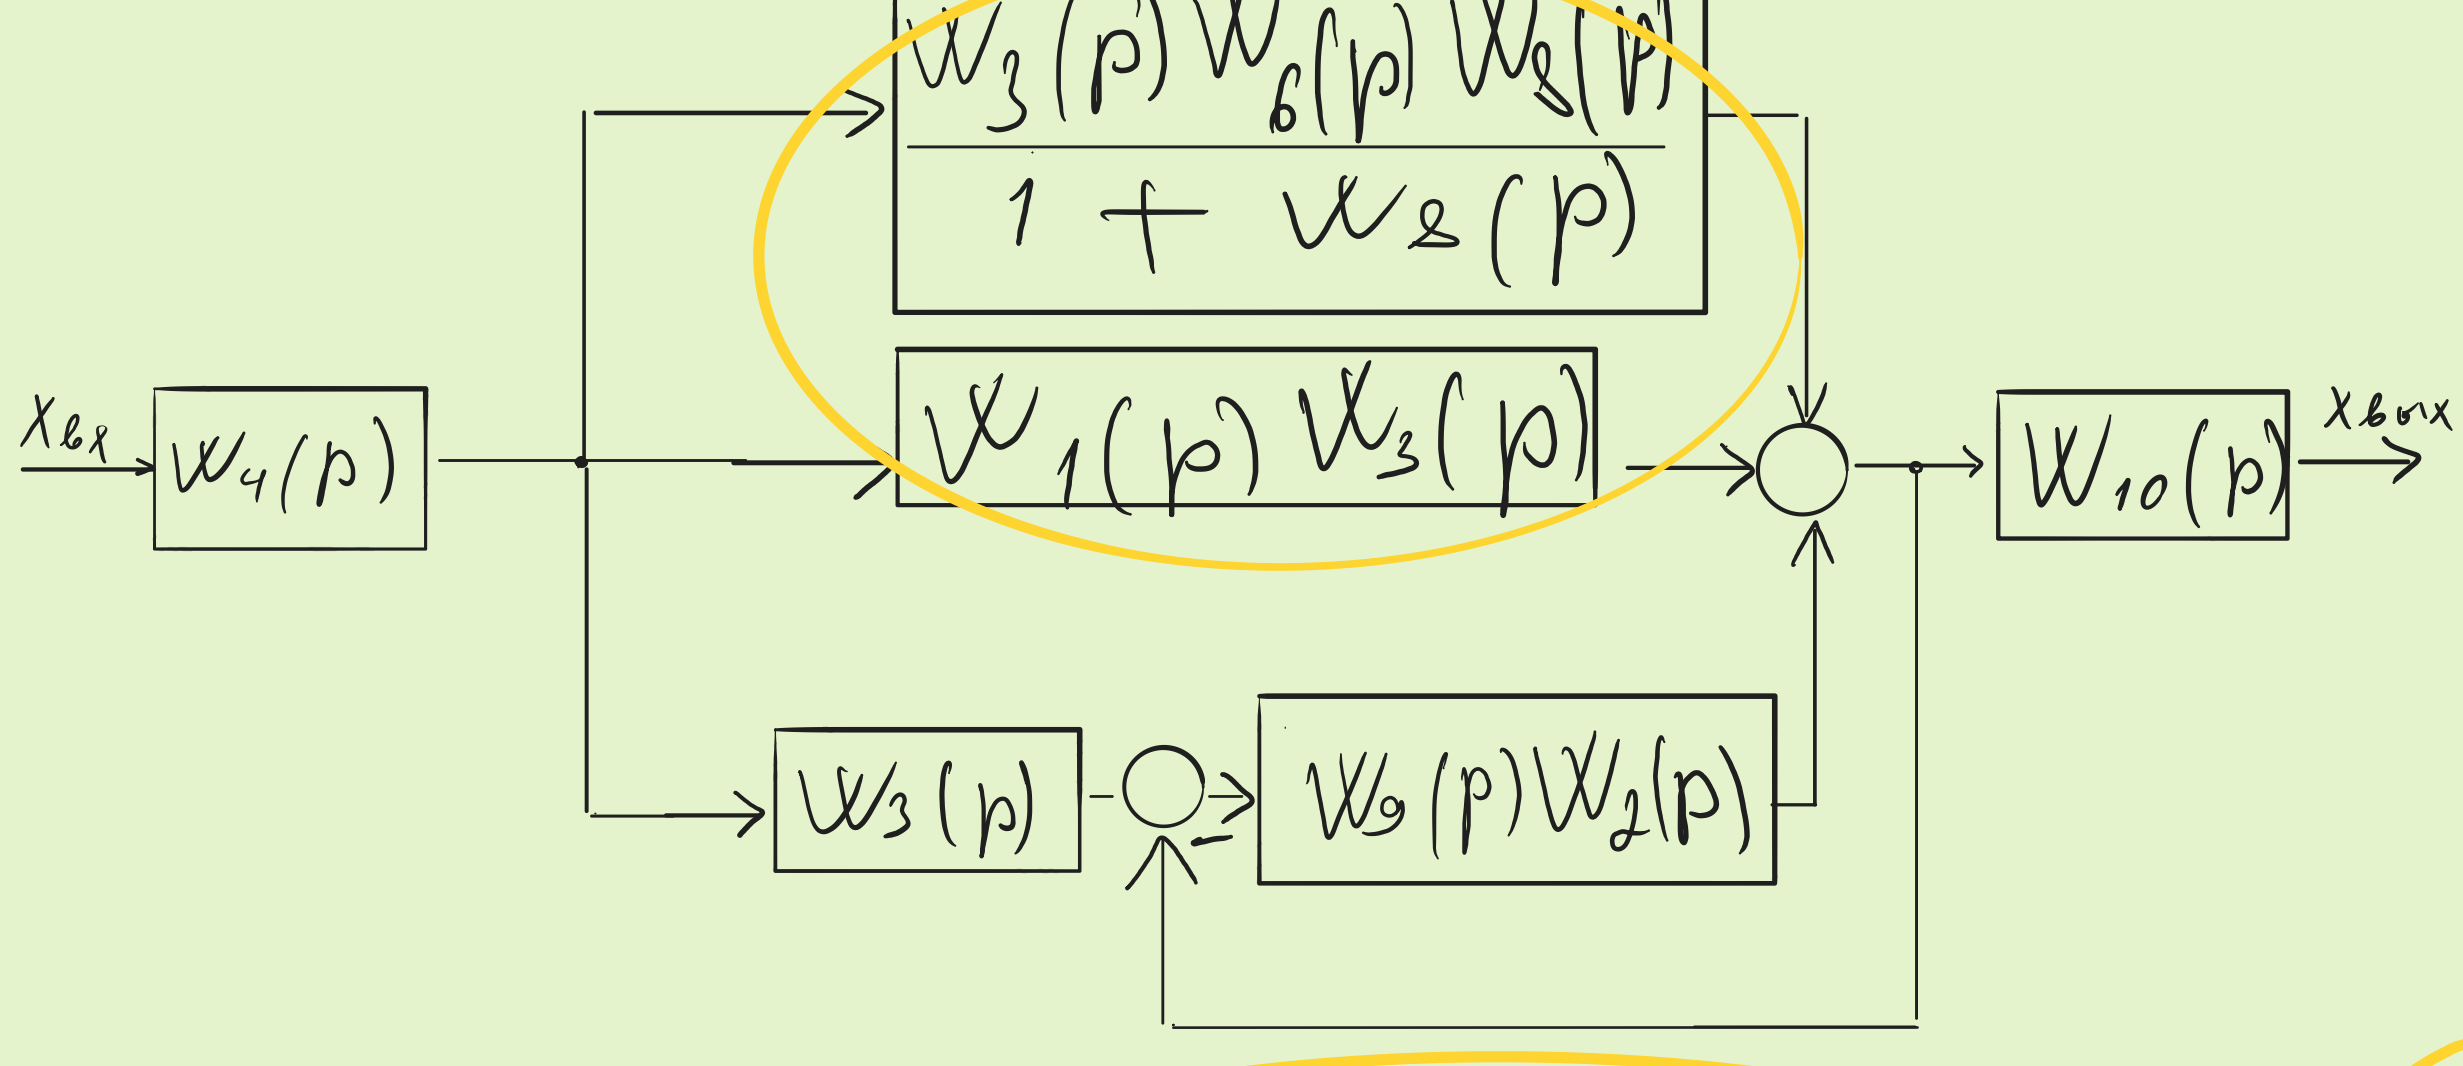 W3(p) W6(p) W8(p)
1 + W8(p)
Xвх
W4(p)
W1(p) W3(p)
W10(p)
Xвых
W3(p)
W9(p) W2(p)
−